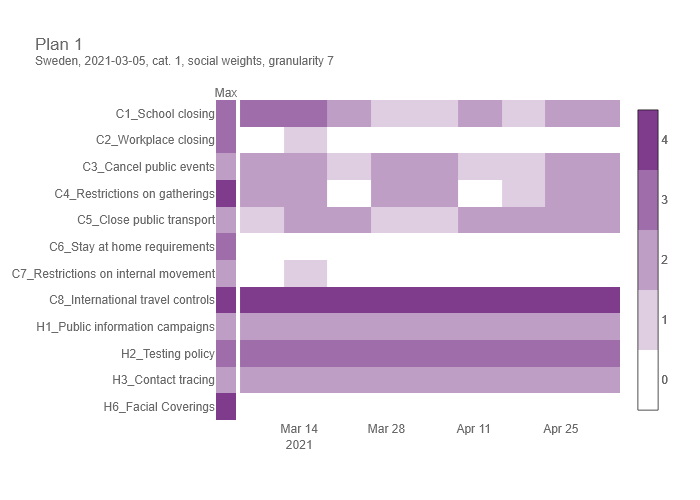 Plan 1
Sweden, 2021-03-05, cat. 1, social weights, granularity 7
Max
C1_School closing
C2_Workplace closing
C3_Cancel public events
C4_Restrictions on gatherings
C5_Close public transport
C6_Stay at home requirements
C7_Restrictions on internal movement
C8_International travel controls
H1_Public information campaigns
H2_Testing policy
H3_Contact tracing
H6_Facial Coverings
Mar 14 Mar 28 Apr 11 Apr 25
2021
4
3
2
1
0